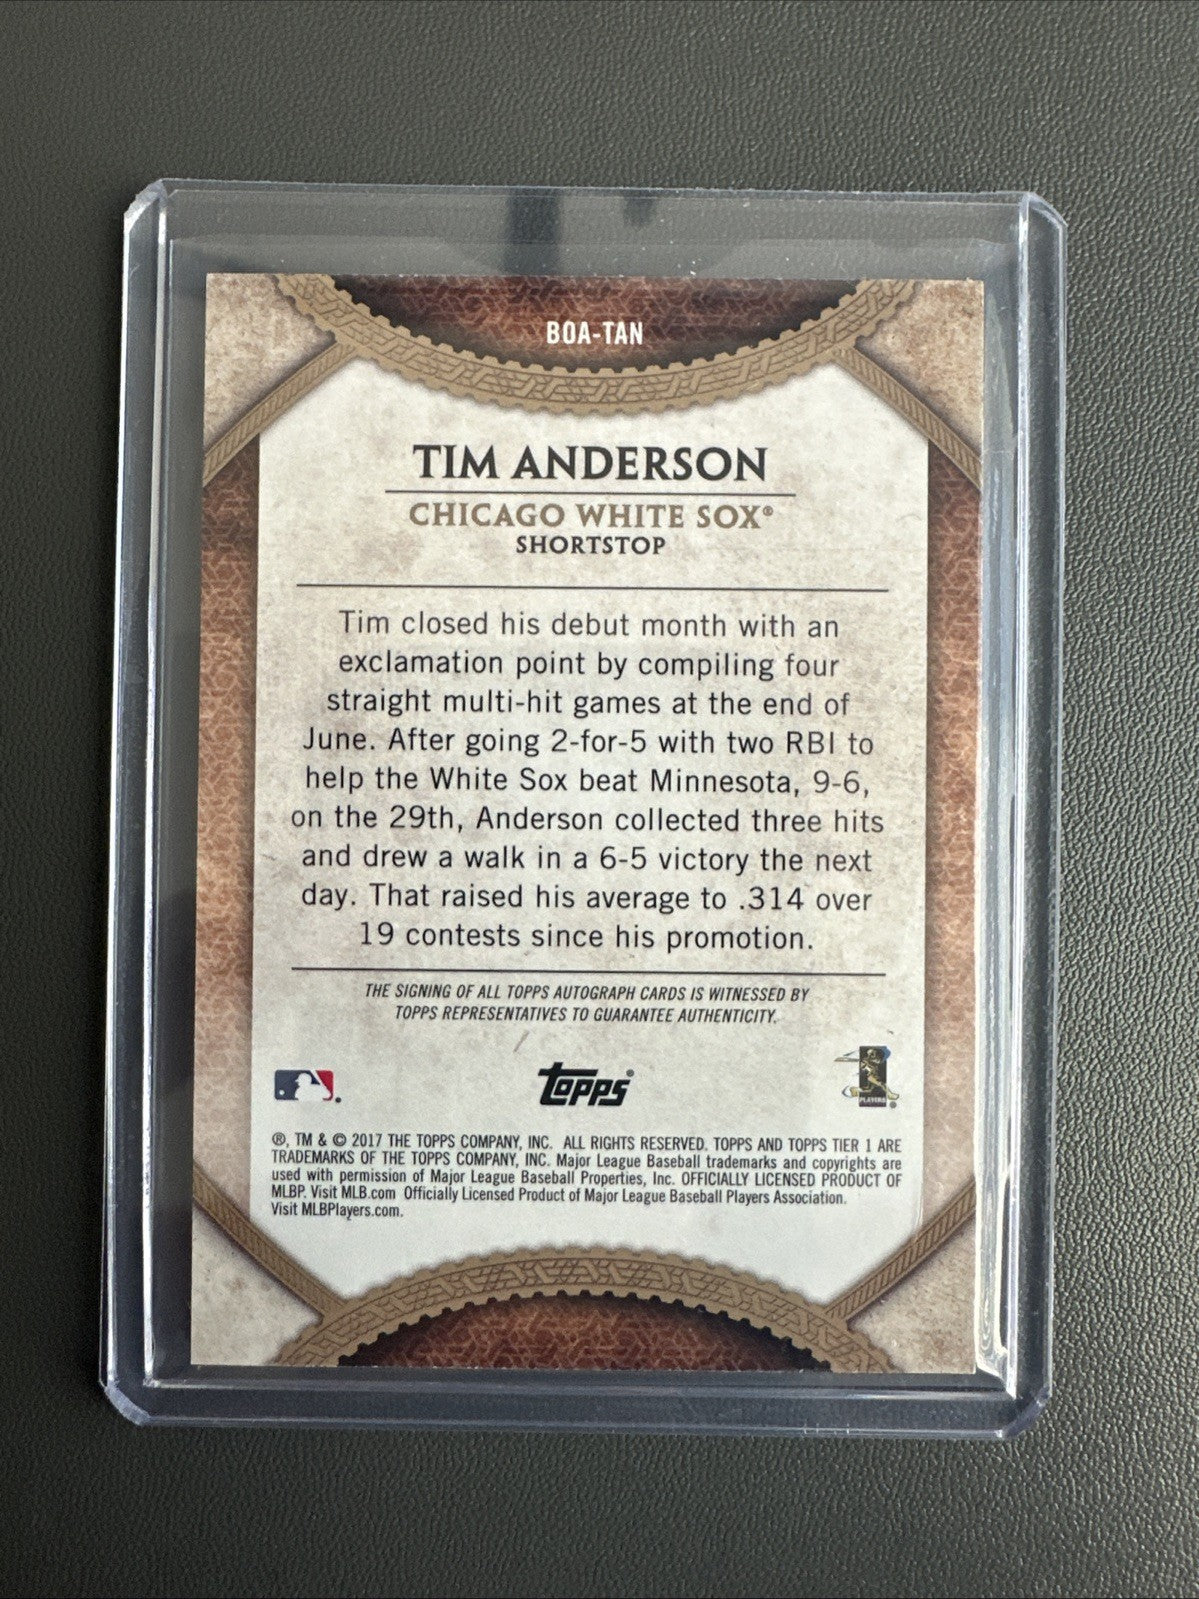 BOA-TAN
TIM ANDERSON
CHICAGO WHITE SOX®
SHORTSTOP
Tim closed his debut month with an
exclamation point by compiling four
straight multi-hit games at the end of
June. After going 2-for-5 with two RBI to
help the White Sox beat Minnesota, 9-6,
on the 29th, Anderson collected three hits
and drew a walk in a 6-5 victory the next
day. That raised his average to .314 over
19 contests since his promotion.
THE SIGNING OF ALL TOPPS AUTOGRAPH CARDS IS WITNESSED BY
TOPPS REPRESENTATIVES TO GUARANTEE AUTHENTICITY.
Topps®
PLAYERS
®, TM & © 2017 THE TOPPS COMPANY, INC. ALL RIGHTS RESERVED. TOPPS AND TOPPS TIER 1 ARE
TRADEMARKS OF THE TOPPS COMPANY, INC. Major League Baseball trademarks and copyrights are
used with permission of Major League Baseball Properties, Inc. OFFICIALLY LICENSED PRODUCT OF
MLBP. Visit MLB.com Officially Licensed Product of Major League Baseball Players Association.
Visit MLBPlayers.com.